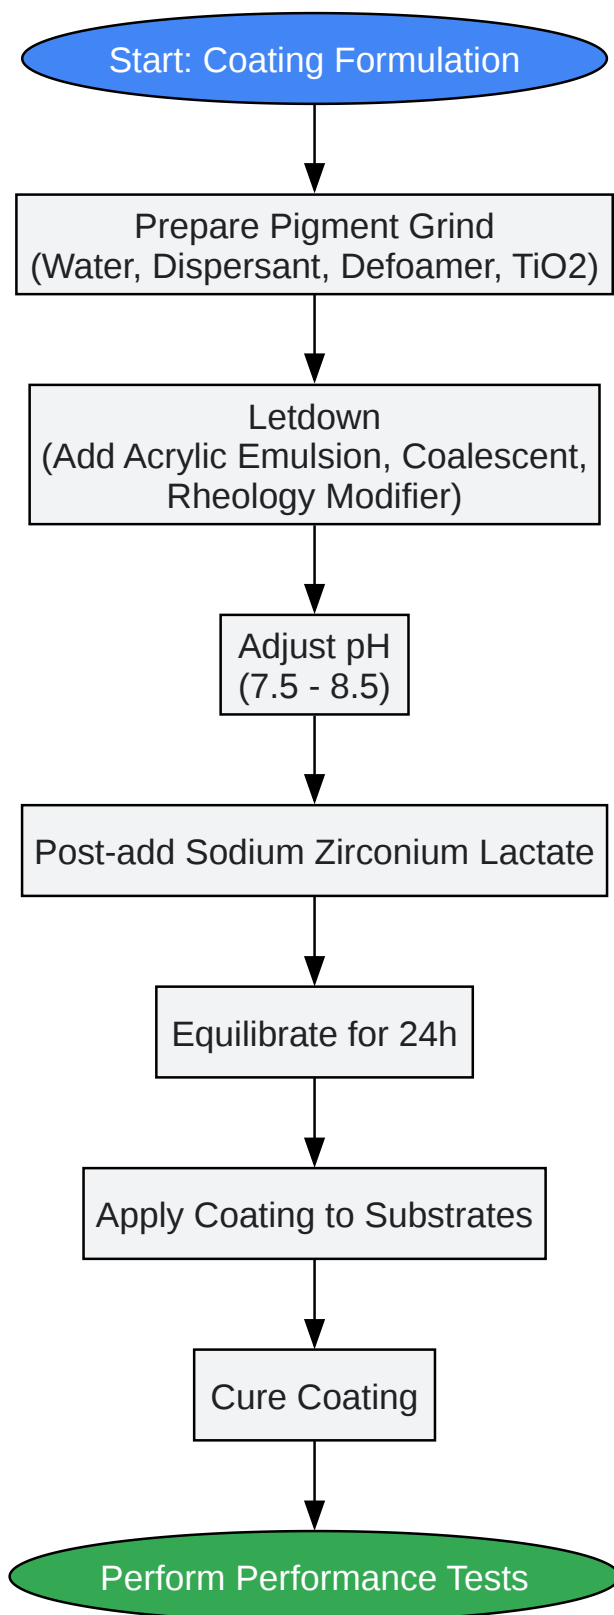 Start: Coating Formulation
Prepare Pigment Grind
(Water, Dispersant, Defoamer, TiO2)
Letdown
(Add Acrylic Emulsion, Coalescent,
Rheology Modifier)
Adjust pH
(7.5 - 8.5)
Post-add Sodium Zirconium Lactate
Equilibrate for 24h
Apply Coating to Substrates
Cure Coating
Perform Performance Tests